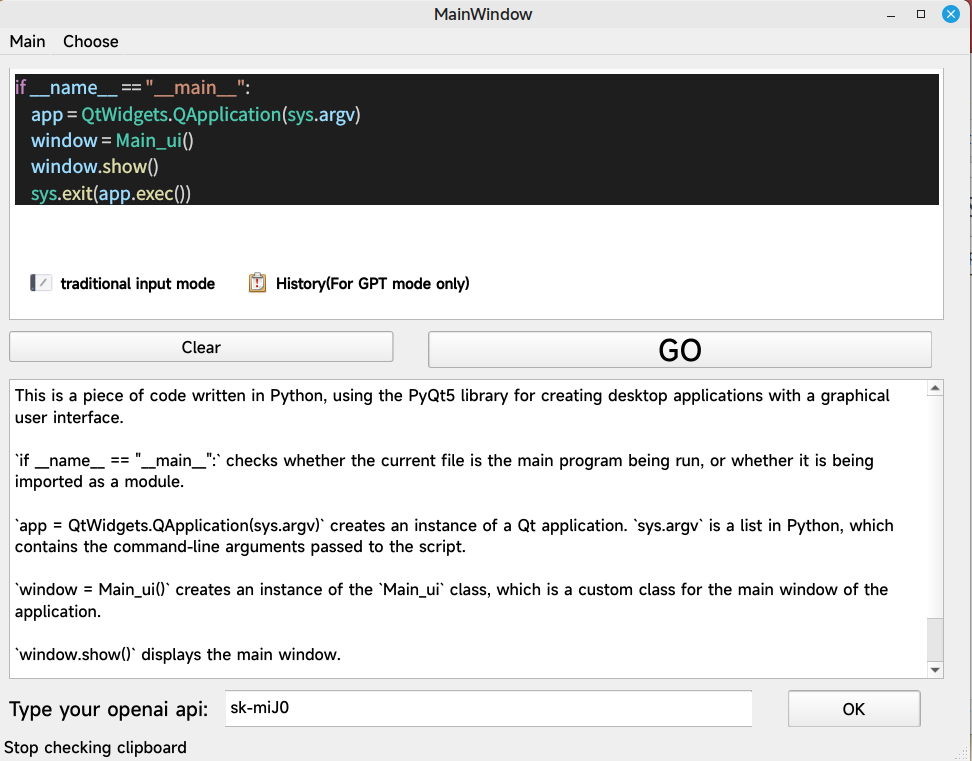 MainWindow
Main Choose
if __name__ == "__main__":
app = QtWidgets.QApplication(sys.argv)
window = Main_ui()
window.show()
sys.exit(app.exec())
traditional input mode History(For GPT mode only)
Clear GO
This is a piece of code written in Python, using the PyQt5 library for creating desktop applications with a graphical
user interface.
`if __name__ == "__main__":` checks whether the current file is the main program being run, or whether it is being
imported as a module.
`app = QtWidgets.QApplication(sys.argv)` creates an instance of a Qt application. `sys.argv` is a list in Python, which
contains the command-line arguments passed to the script.
`window = Main_ui()` creates an instance of the `Main_ui` class, which is a custom class for the main window of the
application.
`window.show()` displays the main window.
Type your openai api: sk-miJ0 OK
Stop checking clipboard